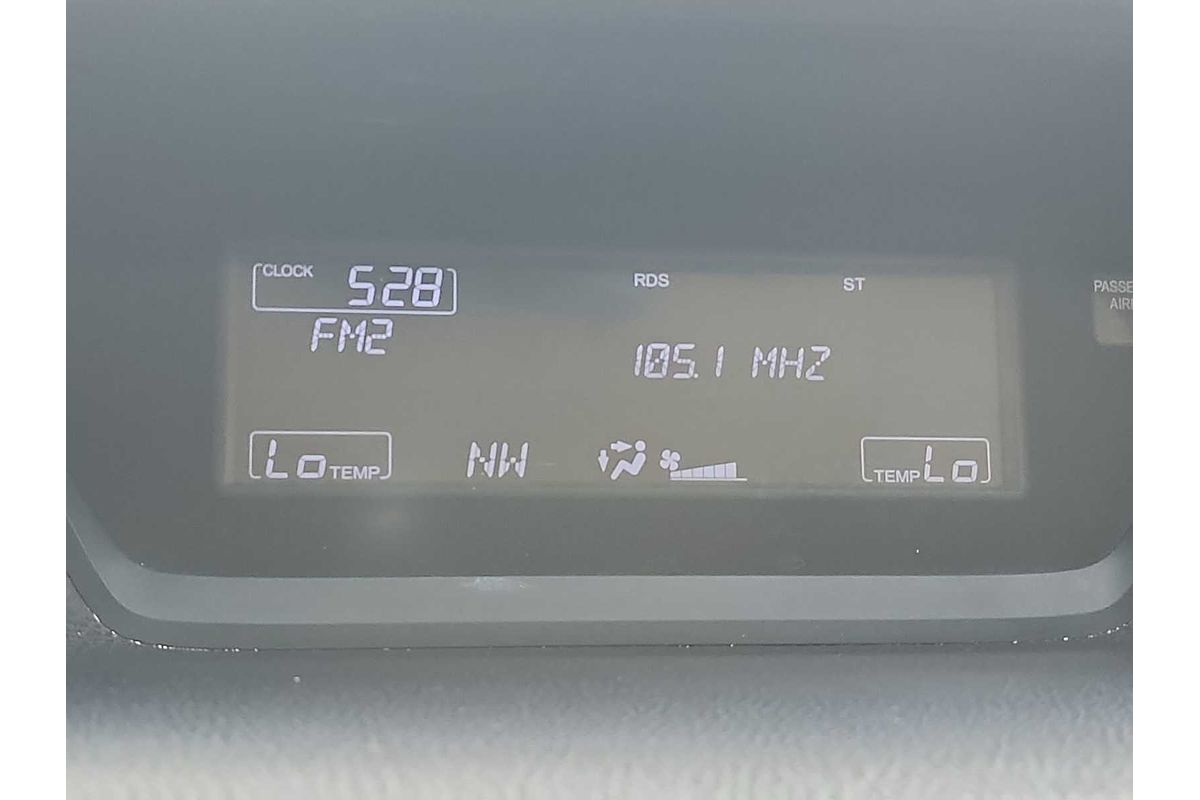 CLOCK 528
RDS
ST
FM2
105.1 MHZ
Lo TEMP
NW
TEMP Lo